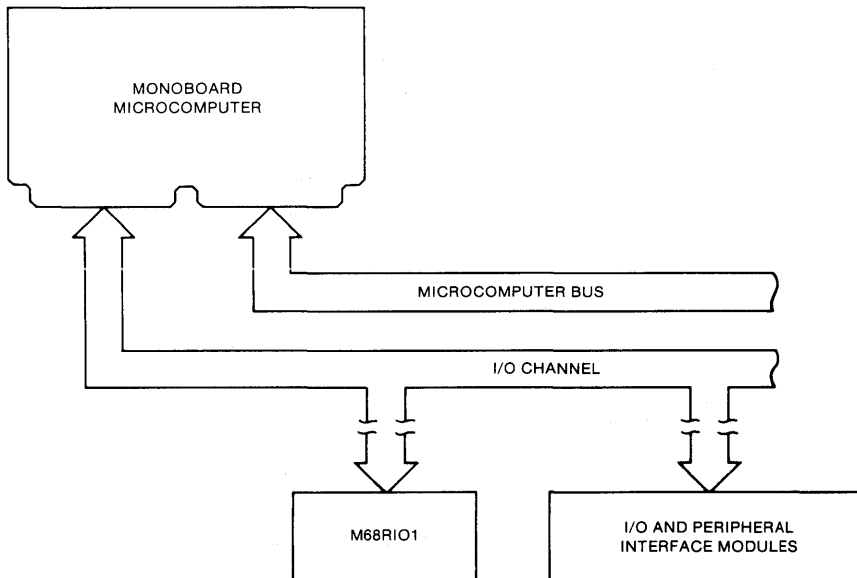 MONOBOARD
MICROCOMPUTER
MICROCOMPUTER BUS
I/O CHANNEL
M68RIO1
I/O AND PERIPHERAL
INTERFACE MODULES